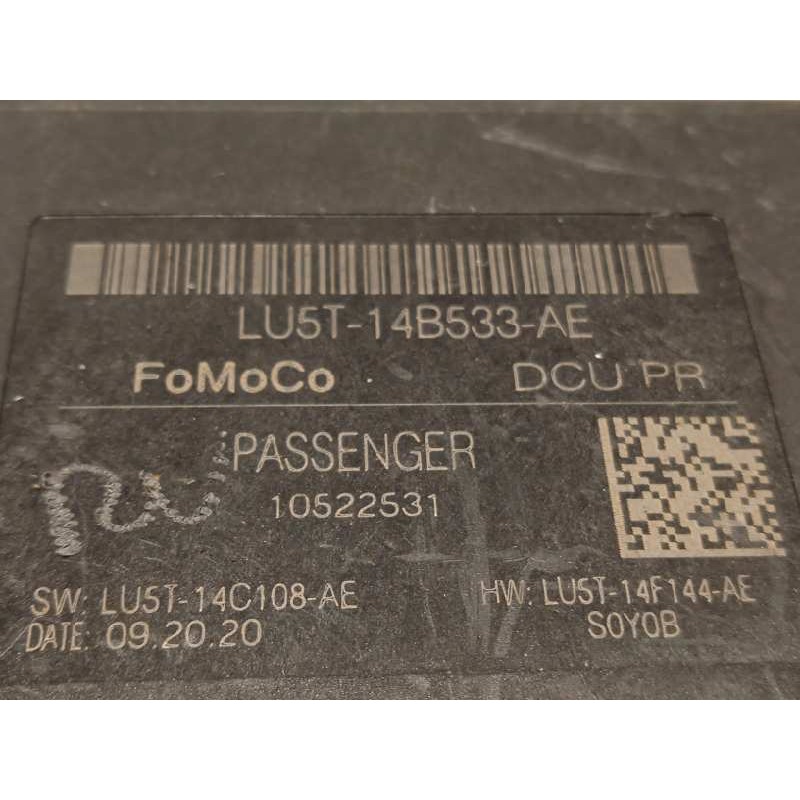 LU5T-14B533-AE
FoMoCo DCU PR
PASSENGER
10522531
SW: LU5T-14C108-AE HW: LU5T-14F144-AE
DATE: 09.20.20 S0Y0B